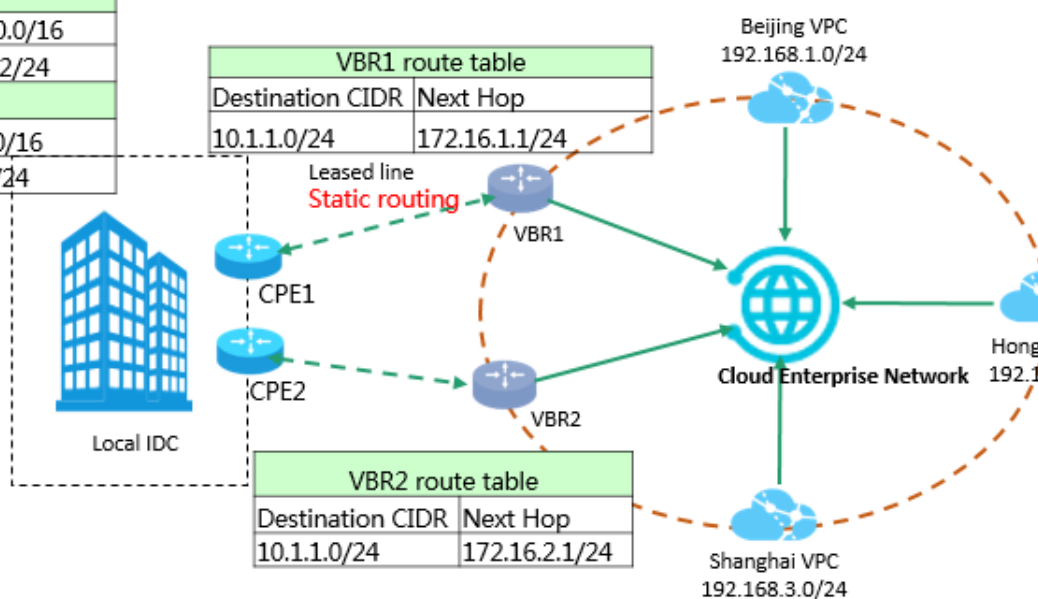 0.0/16
2/24
0/16
/24
VBR1 route table
Destination CIDR Next Hop
10.1.1.0/24 172.16.1.1/24
Beijing VPC
192.168.1.0/24
Leased line
Static routing
VBR1
CPE1
CPE2
Local IDC
VBR2
Cloud Enterprise Network
Hong
192.1
VBR2 route table
Destination CIDR Next Hop
10.1.1.0/24 172.16.2.1/24
Shanghai VPC
192.168.3.0/24